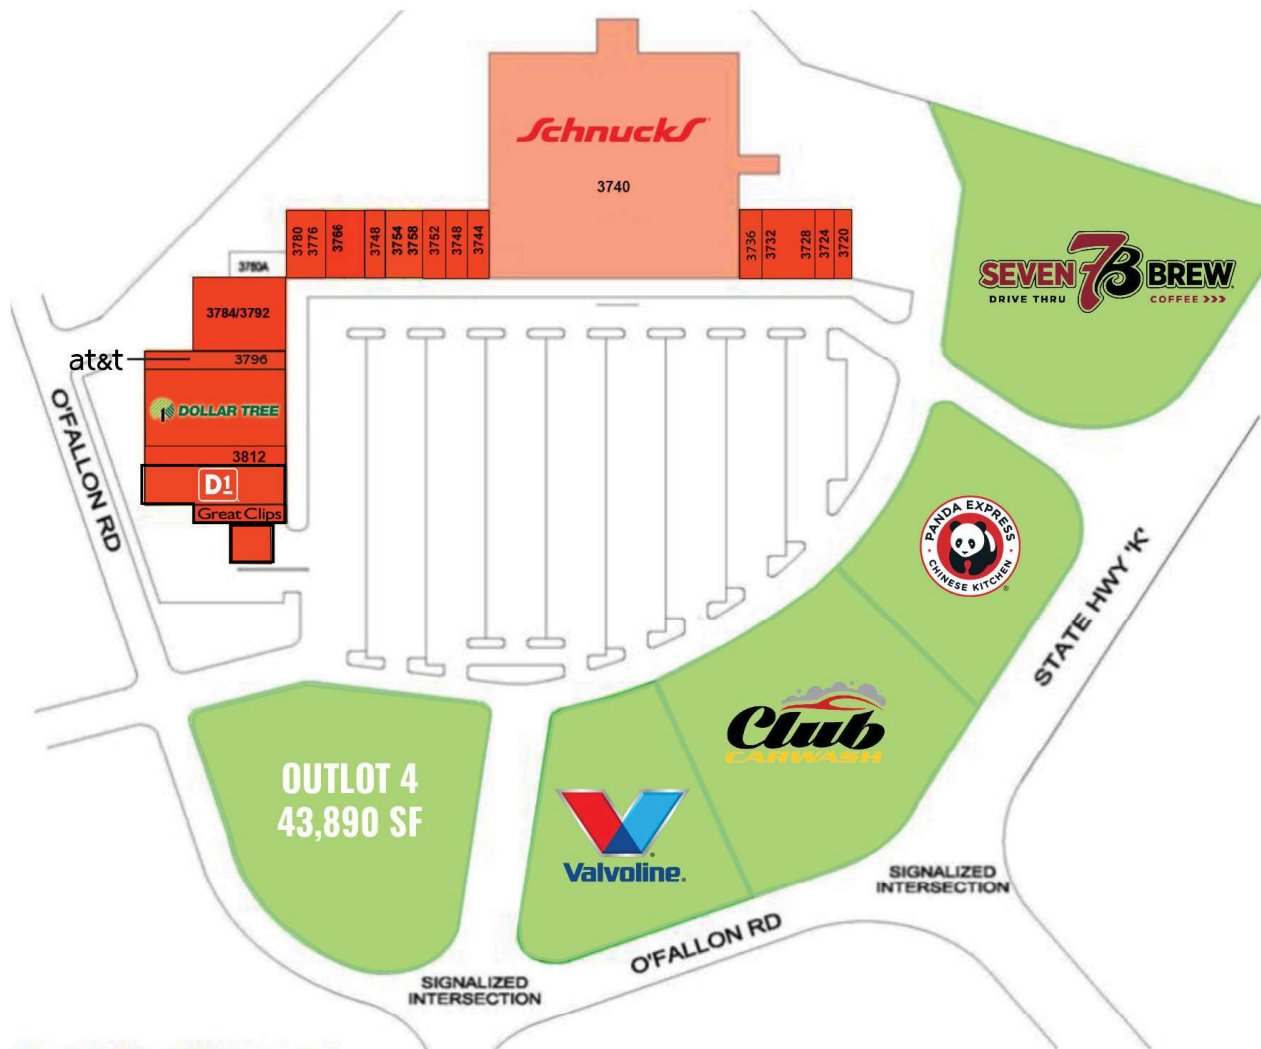 Schnucks
3740
3780
3776
3766
3748
3754
3758
3752
3748
3744
3736
3732
3728
3724
3720
3780A
3784/3792
at&t
3796
DOLLAR TREE
3812
D1
Great Clips
SEVEN 7B BREW
DRIVE THRU COFFEE >>>
PANDA EXPRESS
CHINESE KITCHEN
O'FALLON RD
STATE HWY 'K'
Club
CARWASH
OUTLOT 4
43,890 SF
Valvoline
SIGNALIZED
INTERSECTION
O'FALLON RD
SIGNALIZED
INTERSECTION